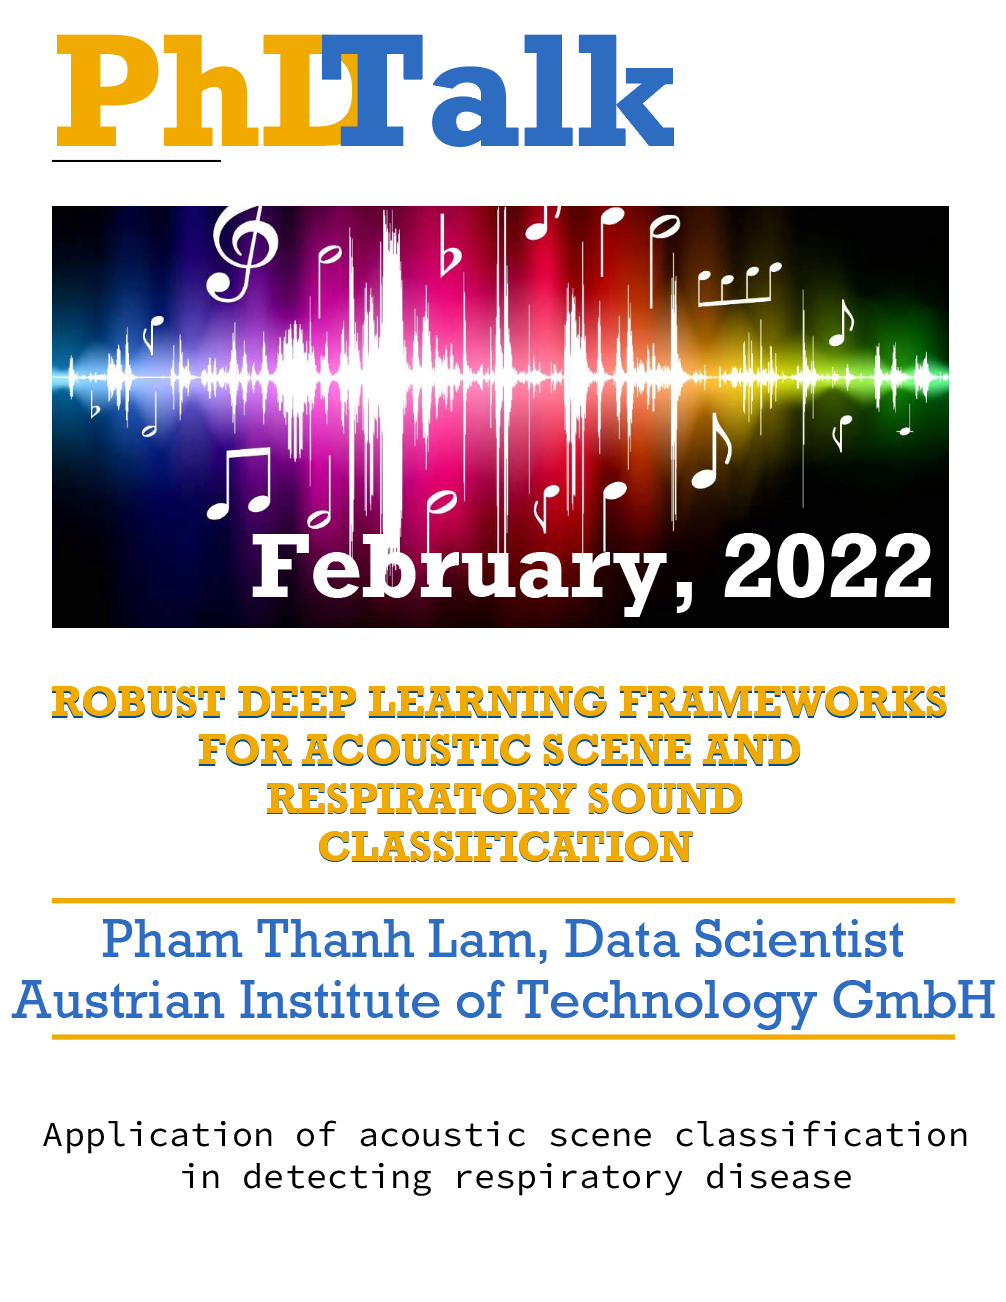 PhDTalk
February, 2022
ROBUST DEEP LEARNING FRAMEWORKS
FOR ACOUSTIC SCENE AND
RESPIRATORY SOUND
CLASSIFICATION
Pham Thanh Lam, Data Scientist
Austrian Institute of Technology GmbH
Application of acoustic scene classification
in detecting respiratory disease